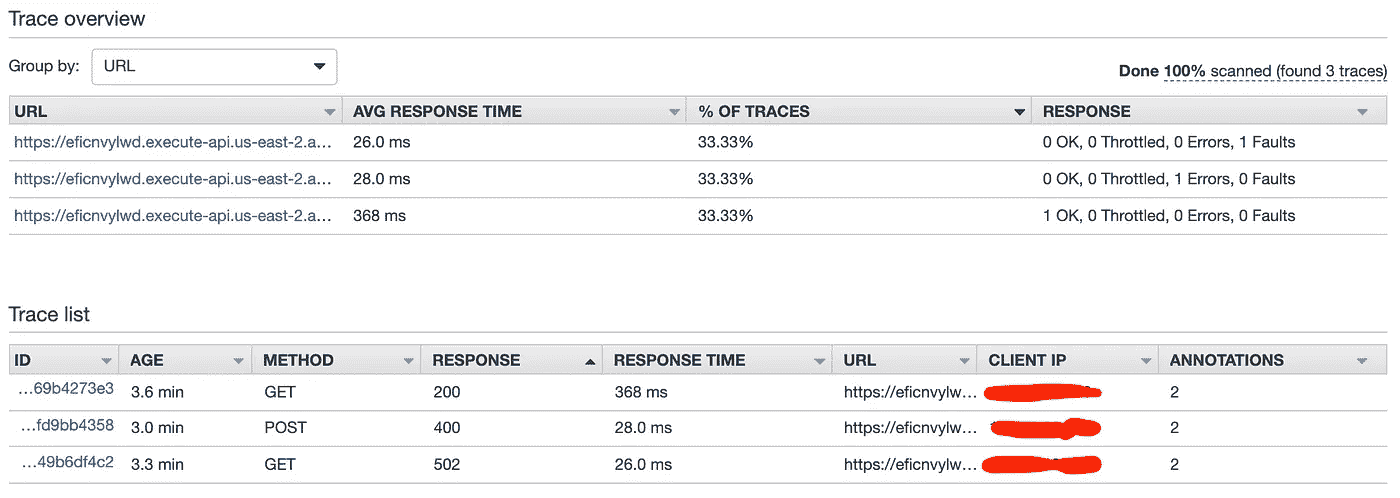 Trace overview
Group by: URL
Done 100% scanned (found 3 traces)
URL AVG RESPONSE TIME % OF TRACES RESPONSE
https://eficnvylwd.execute-api.us-east-2.a... 26.0 ms 33.33% 0 OK, 0 Throttled, 0 Errors, 1 Faults
https://eficnvylwd.execute-api.us-east-2.a... 28.0 ms 33.33% 0 OK, 0 Throttled, 1 Errors, 0 Faults
https://eficnvylwd.execute-api.us-east-2.a... 368 ms 33.33% 1 OK, 0 Throttled, 0 Errors, 0 Faults
Trace list
ID AGE METHOD RESPONSE RESPONSE TIME URL CLIENT IP ANNOTATIONS
...69b4273e3 3.6 min GET 200 368 ms https://eficnvylw... 2
...fd9bb4358 3.0 min POST 400 28.0 ms https://eficnvylw... 2
...49b6df4c2 3.3 min GET 502 26.0 ms https://eficnvylw... 2